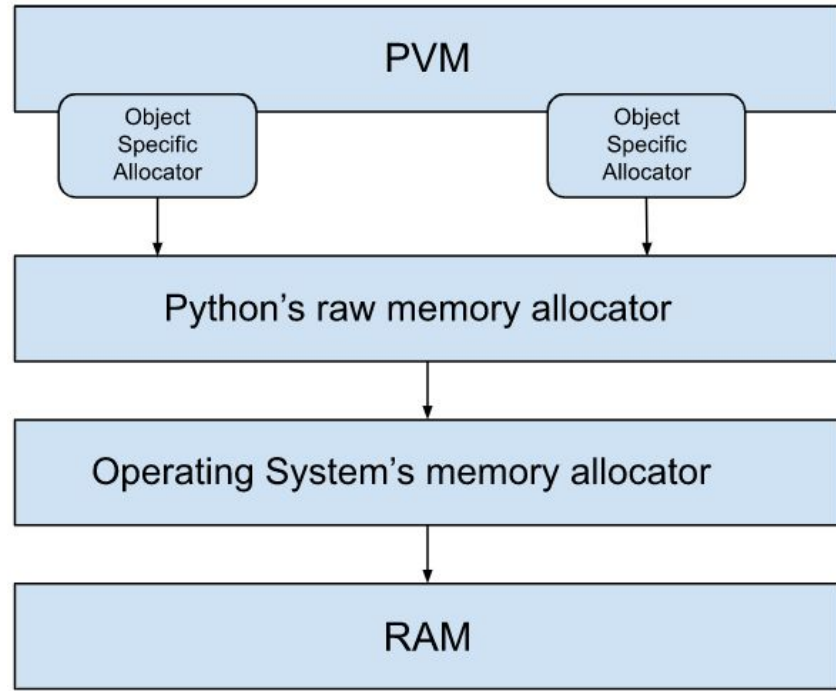 PVM
Object
Specific
Allocator
Object
Specific
Allocator
Python’s raw memory allocator
Operating System’s memory allocator
RAM